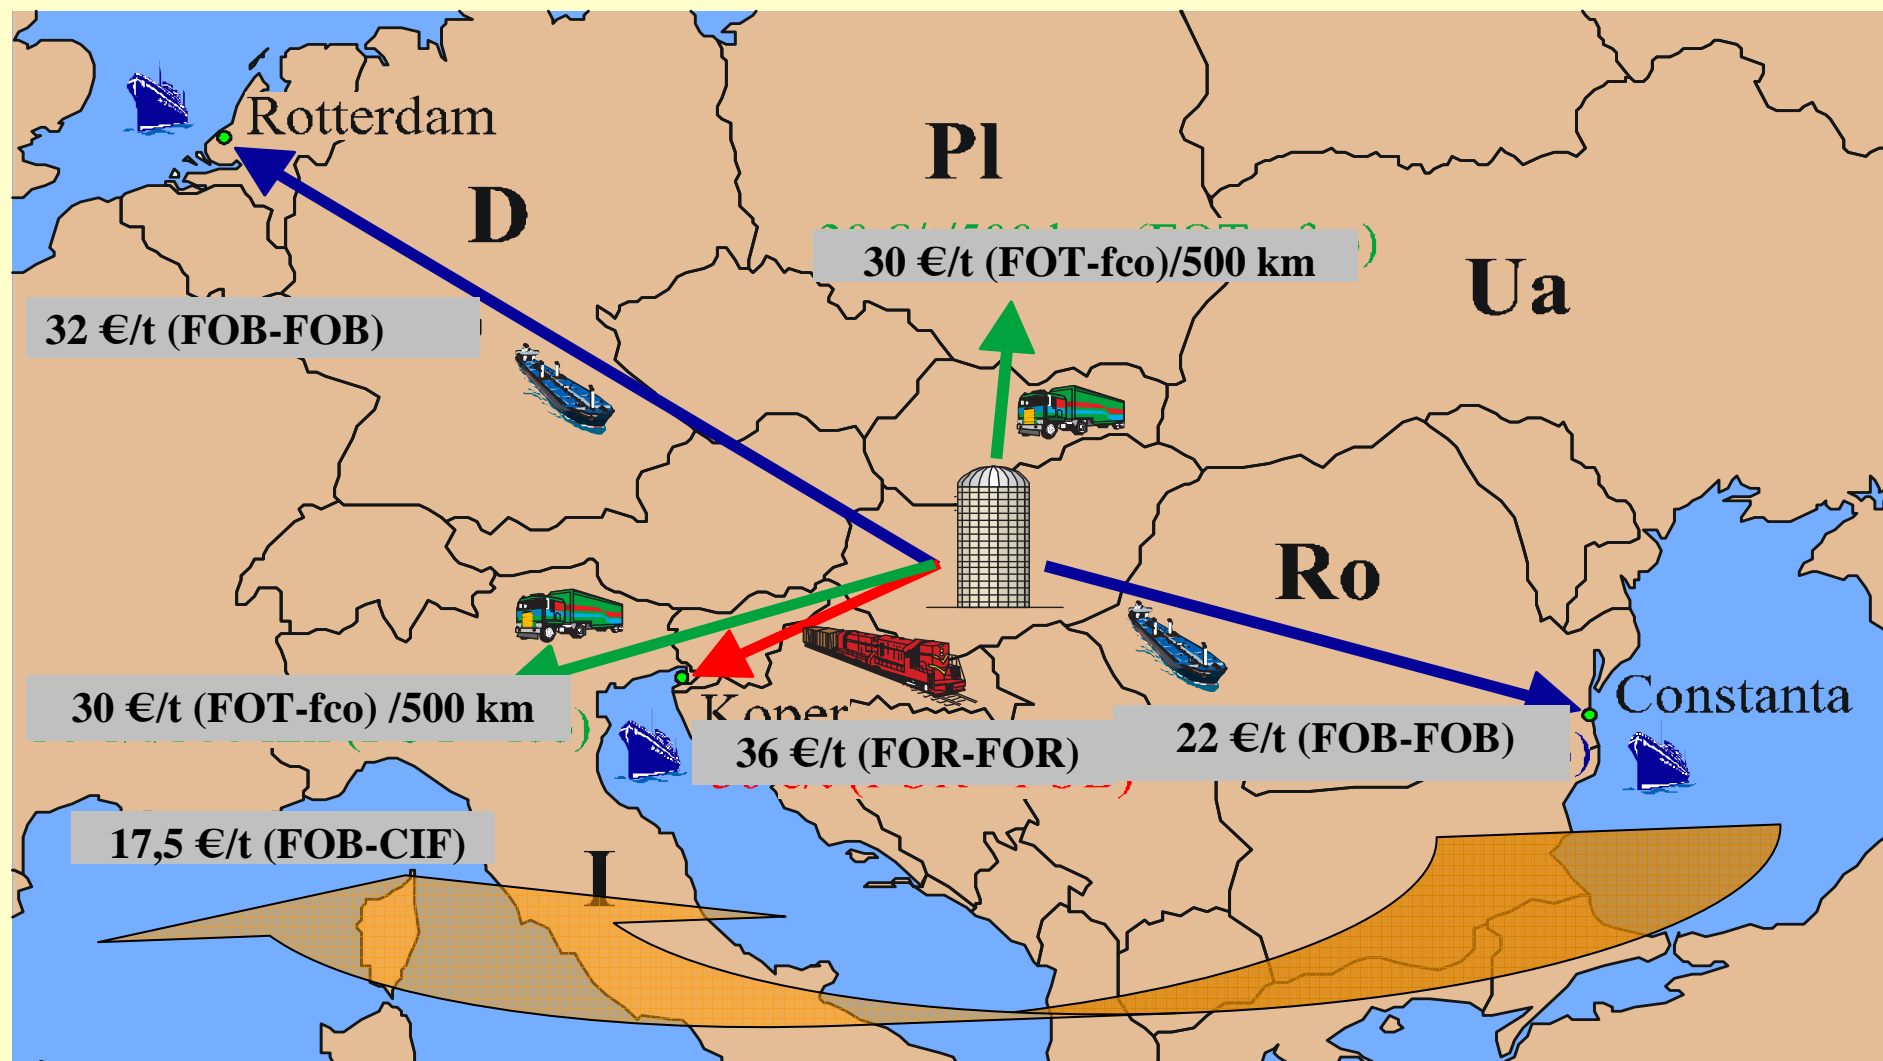 Rotterdam
Pl
D
30 €/t (FOT-fco)/500 km
Ua
32 €/t (FOB-FOB)
Ro
30 €/t (FOT-fco) /500 km
Koper
Constanta
36 €/t (FOR-FOR)
22 €/t (FOB-FOB)
17,5 €/t (FOB-CIF)
I